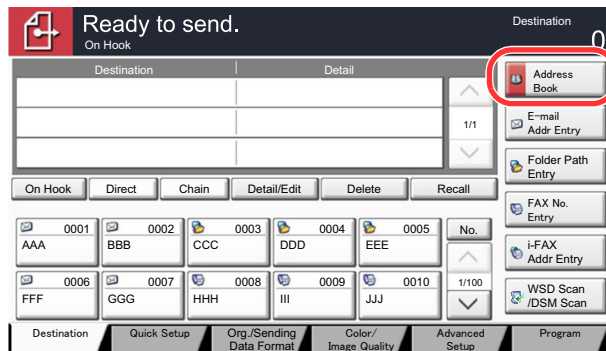 Ready to send.
On Hook
Destination
0
Destination Detail
1/1
On Hook Direct Chain Detail/Edit Delete Recall
0001 0002 0003 0004 0005 No.
AAA BBB CCC DDD EEE
0006 0007 0008 0009 0010 1/100
FFF GGG HHH III JJJ
Address
Book
E-mail
Addr Entry
Folder Path
Entry
FAX No.
Entry
i-FAX
Addr Entry
WSD Scan
/DSM Scan
Destination Quick Setup Org./Sending
Data Format Color/
Image Quality Advanced
Setup Program